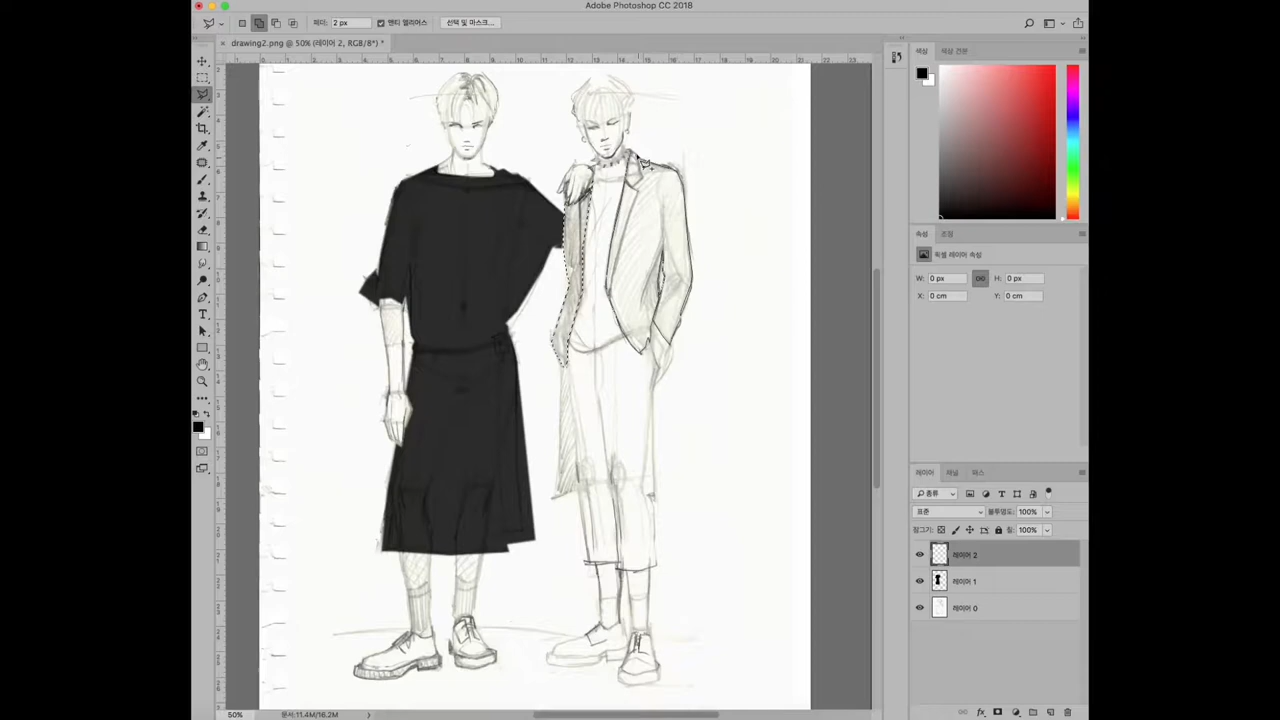 Adobe Photoshop CC 2018
페더: 2 px
앤티 앨리어스
선택 및 마스크...
drawing2.png @ 50% (레이어 2, RGB/8*) *
색상
색상 견본
속성
조정
픽셀 레이어 속성
W: 0 px
H: 0 px
X: 0 cm
Y: 0 cm
레이어
채널
패스
종류
표준
불투명도: 100%
잠그기:
칠: 100%
레이어 2
레이어 1
레이어 0
fx
50%
문서:11.4M/16.2M